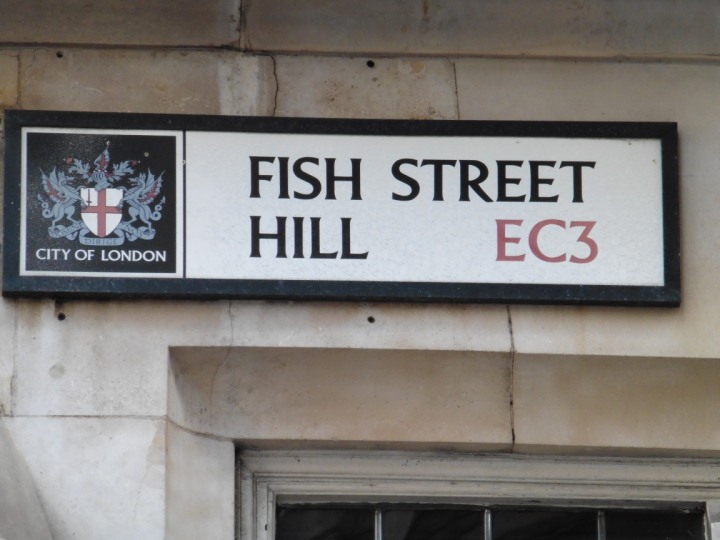 FISH STREET
HILL EC3
CITY OF LONDON